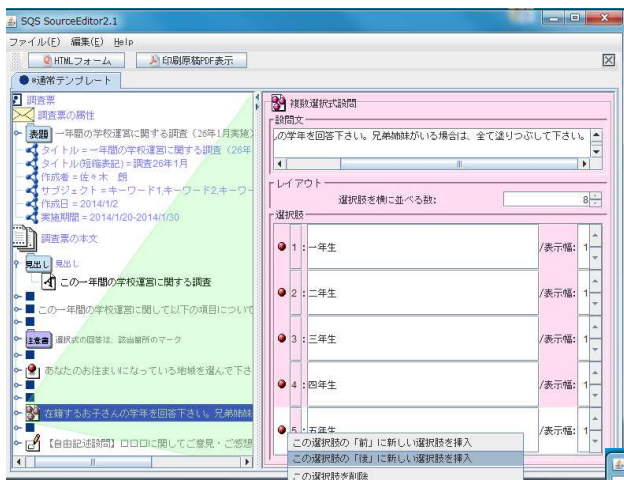 SQS SourceEditor2.1
ファイル(F) 編集(E) Help
HTMLフォーム 印刷原稿PDF表示
*通常テンプレート
調査票
調査票の属性
表題 一年間の学校運営に関する調査（26年1月実施）
タイトル=一年間の学校運営に関する調査（26年
タイトル(短縮表記)=調査26年1月
作成者=佐々木 朗
サブジェクト=キーワード1,キーワード2,キーワー
作成日=2014/1/2
実施期間=2014/1/20-2014/1/30
調査票の本文
見出し 見出し
この一年間の学校運営に関する調査
この一年間の学校運営に関して以下の項目について
注意書 選択式の回答は、該当箇所のマーク
あなたのお住まいになっている地域を選んで下さ
在籍するお子さんの学年を回答下さい。兄弟姉妹
【自由記述設問】□□□に関してご意見・ご感想
複数選択式設問
設問文
の学年を回答下さい。兄弟姉妹がいる場合は、全て塗りつぶして下さい。
レイアウト
選択肢を横に並べる数: 8
選択肢
1 :一年生 /表示幅: 1
2 :二年生 /表示幅: 1
3 :三年生 /表示幅: 1
4 :四年生 /表示幅: 1
5 :五年生 /表示幅: 1
この選択肢の「前」に新しい選択肢を挿入
この選択肢の「後」に新しい選択肢を挿入
この選択肢を削除